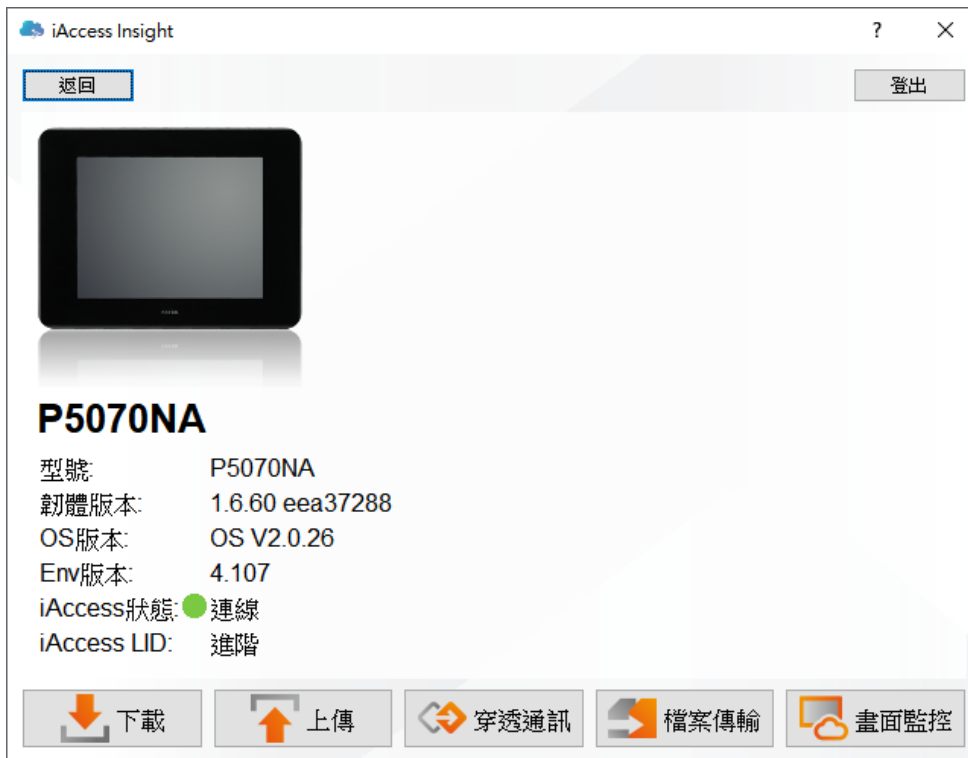 iAccess Insight
?
返回
登出
P5070NA
型號: P5070NA
韌體版本: 1.6.60 eea37288
OS版本: OS V2.0.26
Env版本: 4.107
iAccess狀態: 連線
iAccess LID: 進階
下載 上傳 穿透通訊 檔案傳輸 畫面監控